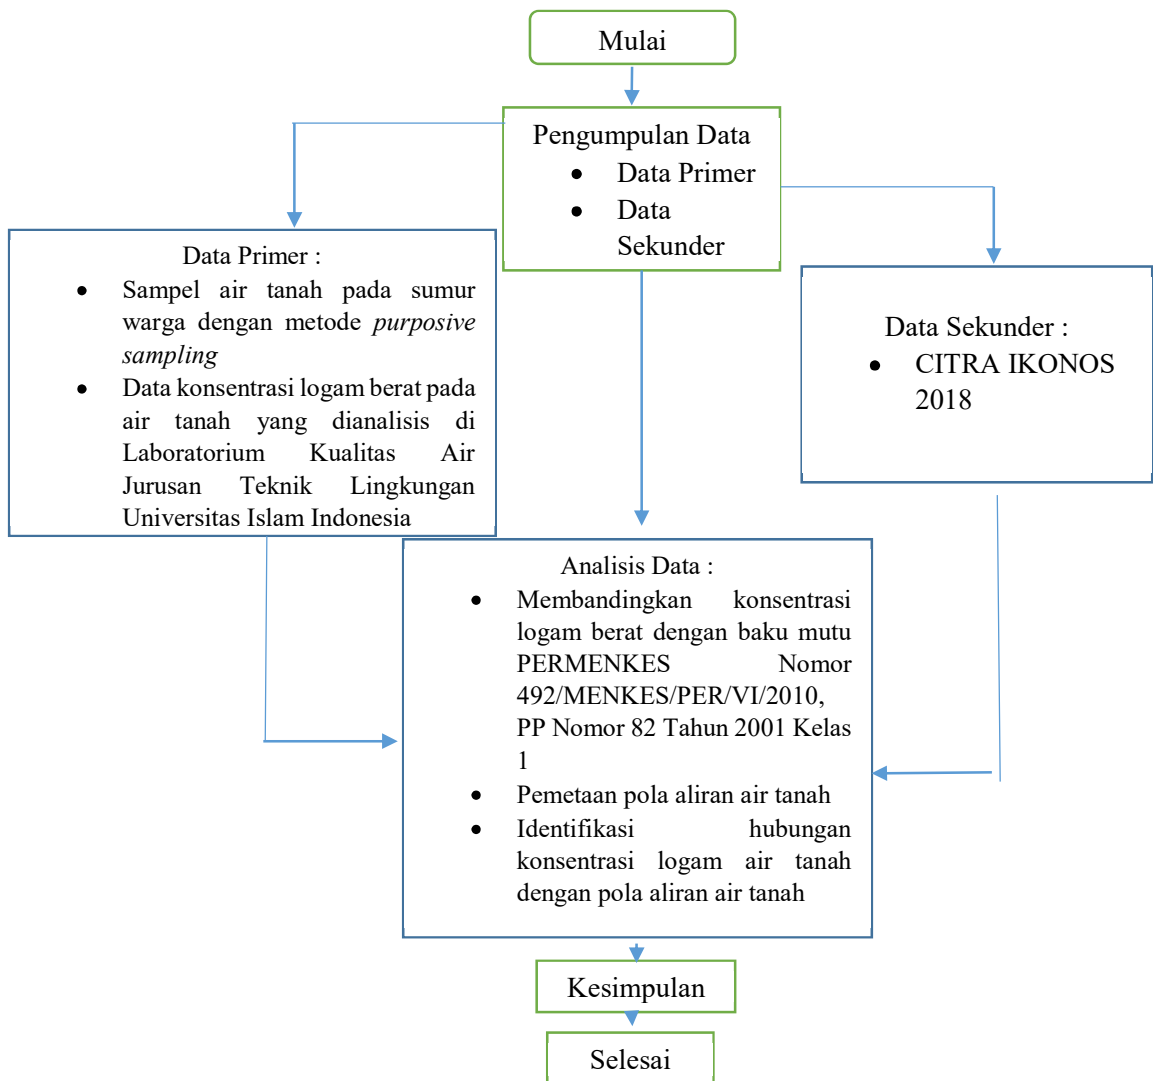 Mulai
Pengumpulan Data
• Data Primer
• Data
Sekunder
Data Primer :
• Sampel air tanah pada sumur
warga dengan metode purposive
sampling
• Data konsentrasi logam berat pada
air tanah yang dianalisis di
Laboratorium Kualitas Air
Jurusan Teknik Lingkungan
Universitas Islam Indonesia
Data Sekunder :
• CITRA IKONOS
2018
Analisis Data :
• Membandingkan konsentrasi
logam berat dengan baku mutu
PERMENKES Nomor
492/MENKES/PER/VI/2010,
PP Nomor 82 Tahun 2001 Kelas
1
• Pemetaan pola aliran air tanah
• Identifikasi hubungan
konsentrasi logam air tanah
dengan pola aliran air tanah
Kesimpulan
Selesai